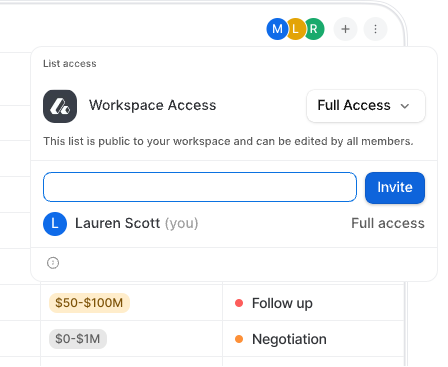 M L R
List access
Workspace Access
Full Access
This list is public to your workspace and can be edited by all members.
Invite
L Lauren Scott (you) Full access
$50-$100M Follow up
$0-$1M Negotiation